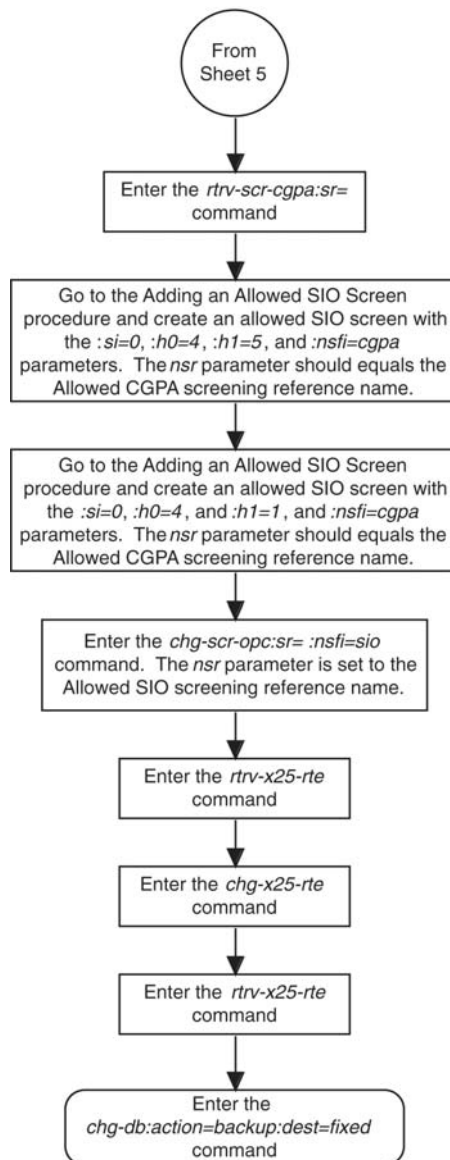 From
Sheet 5
Enter the rtrv-scr-cgpa:sr=
command
Go to the Adding an Allowed SIO Screen
procedure and create an allowed SIO screen with
the :si=0, :h0=4, :h1=5, and :nsfi=cgpa
parameters. The nsr parameter should equals the
Allowed CGPA screening reference name.
Go to the Adding an Allowed SIO Screen
procedure and create an allowed SIO screen with
the :si=0, :h0=4, and :h1=1, and :nsfi=cgpa
parameters. The nsr parameter should equals the
Allowed CGPA screening reference name.
Enter the chg-scr-opc:sr= :nsfi=sio
command. The nsr parameter is set to the
Allowed SIO screening reference name.
Enter the rtrv-x25-rte
command
Enter the chg-x25-rte
command
Enter the rtrv-x25-rte
command
Enter the
chg-db:action=backup:dest=fixed
command